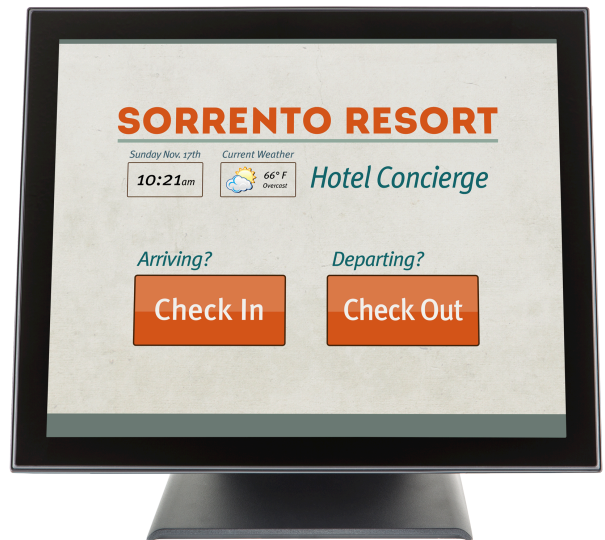 SORRENTO RESORT
Sunday Nov. 17th
Current Weather
10:21am
66° F
Overcast
Hotel Concierge
Arriving?
Departing?
Check In
Check Out